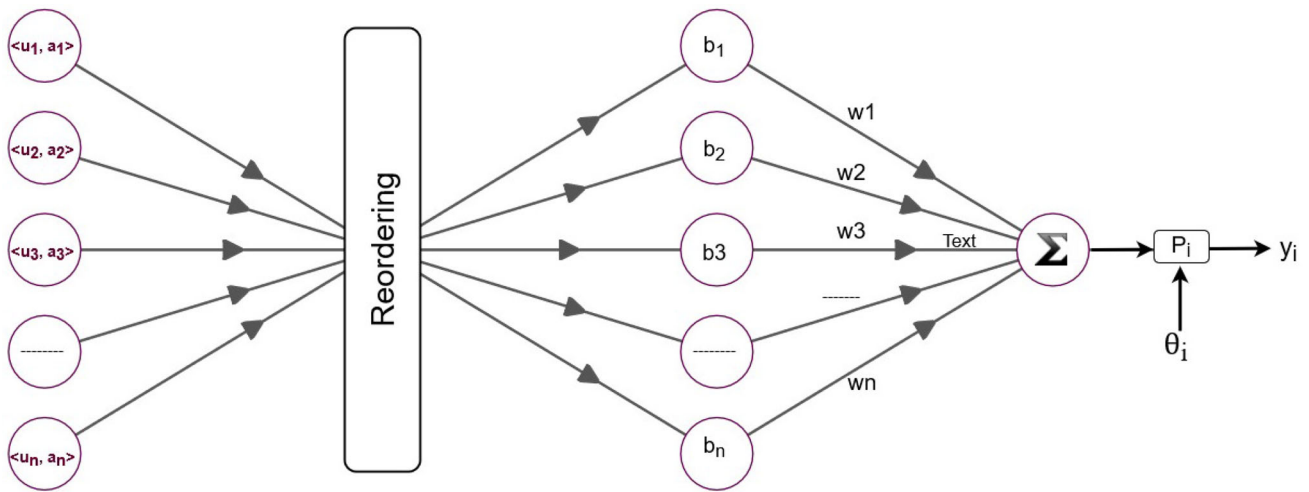 <u₁, a₁>
<u₂, a₂>
<u₃, a₃>
--------
<uₙ, aₙ>
Reordering
b₁
b₂
b3
--------
bₙ
w1
w2
w3
Text
-------
wn
Σ
Pᵢ
yᵢ
θᵢ